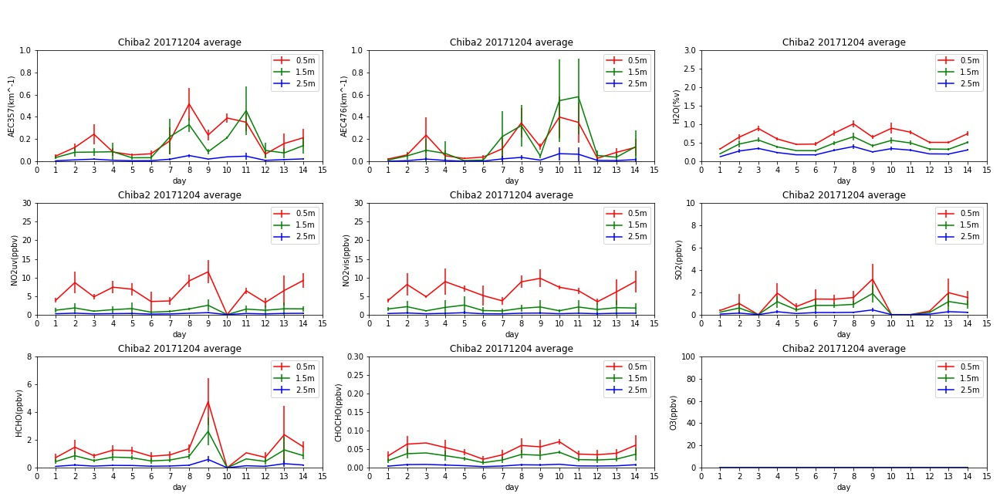 Chiba2 20171204 average
AEC357(km^-1)
1.0
0.8
0.6
0.4
0.2
0.0
0.5m
1.5m
2.5m
0 1 2 3 4 5 6 7 8 9 10 11 12 13 14 15
day
Chiba2 20171204 average
AEC476(km^-1)
1.0
0.8
0.6
0.4
0.2
0.0
0.5m
1.5m
2.5m
0 1 2 3 4 5 6 7 8 9 10 11 12 13 14 15
day
Chiba2 20171204 average
H2O(%v)
3.0
2.5
2.0
1.5
1.0
0.5
0.0
0.5m
1.5m
2.5m
0 1 2 3 4 5 6 7 8 9 10 11 12 13 14 15
day
Chiba2 20171204 average
NO2uv(ppbv)
30
25
20
15
10
5
0
0.5m
1.5m
2.5m
0 1 2 3 4 5 6 7 8 9 10 11 12 13 14 15
day
Chiba2 20171204 average
NO2vis(ppbv)
30
25
20
15
10
5
0
0.5m
1.5m
2.5m
0 1 2 3 4 5 6 7 8 9 10 11 12 13 14 15
day
Chiba2 20171204 average
SO2(ppbv)
10
8
6
4
2
0
0.5m
1.5m
2.5m
0 1 2 3 4 5 6 7 8 9 10 11 12 13 14 15
day
Chiba2 20171204 average
HCHO(ppbv)
8
6
4
2
0
0.5m
1.5m
2.5m
0 1 2 3 4 5 6 7 8 9 10 11 12 13 14 15
day
Chiba2 20171204 average
CHOCHO(ppbv)
0.30
0.25
0.20
0.15
0.10
0.05
0.00
0.5m
1.5m
2.5m
0 1 2 3 4 5 6 7 8 9 10 11 12 13 14 15
day
Chiba2 20171204 average
O3(ppbv)
100
80
60
40
20
0
0.5m
1.5m
2.5m
0 1 2 3 4 5 6 7 8 9 10 11 12 13 14 15
day